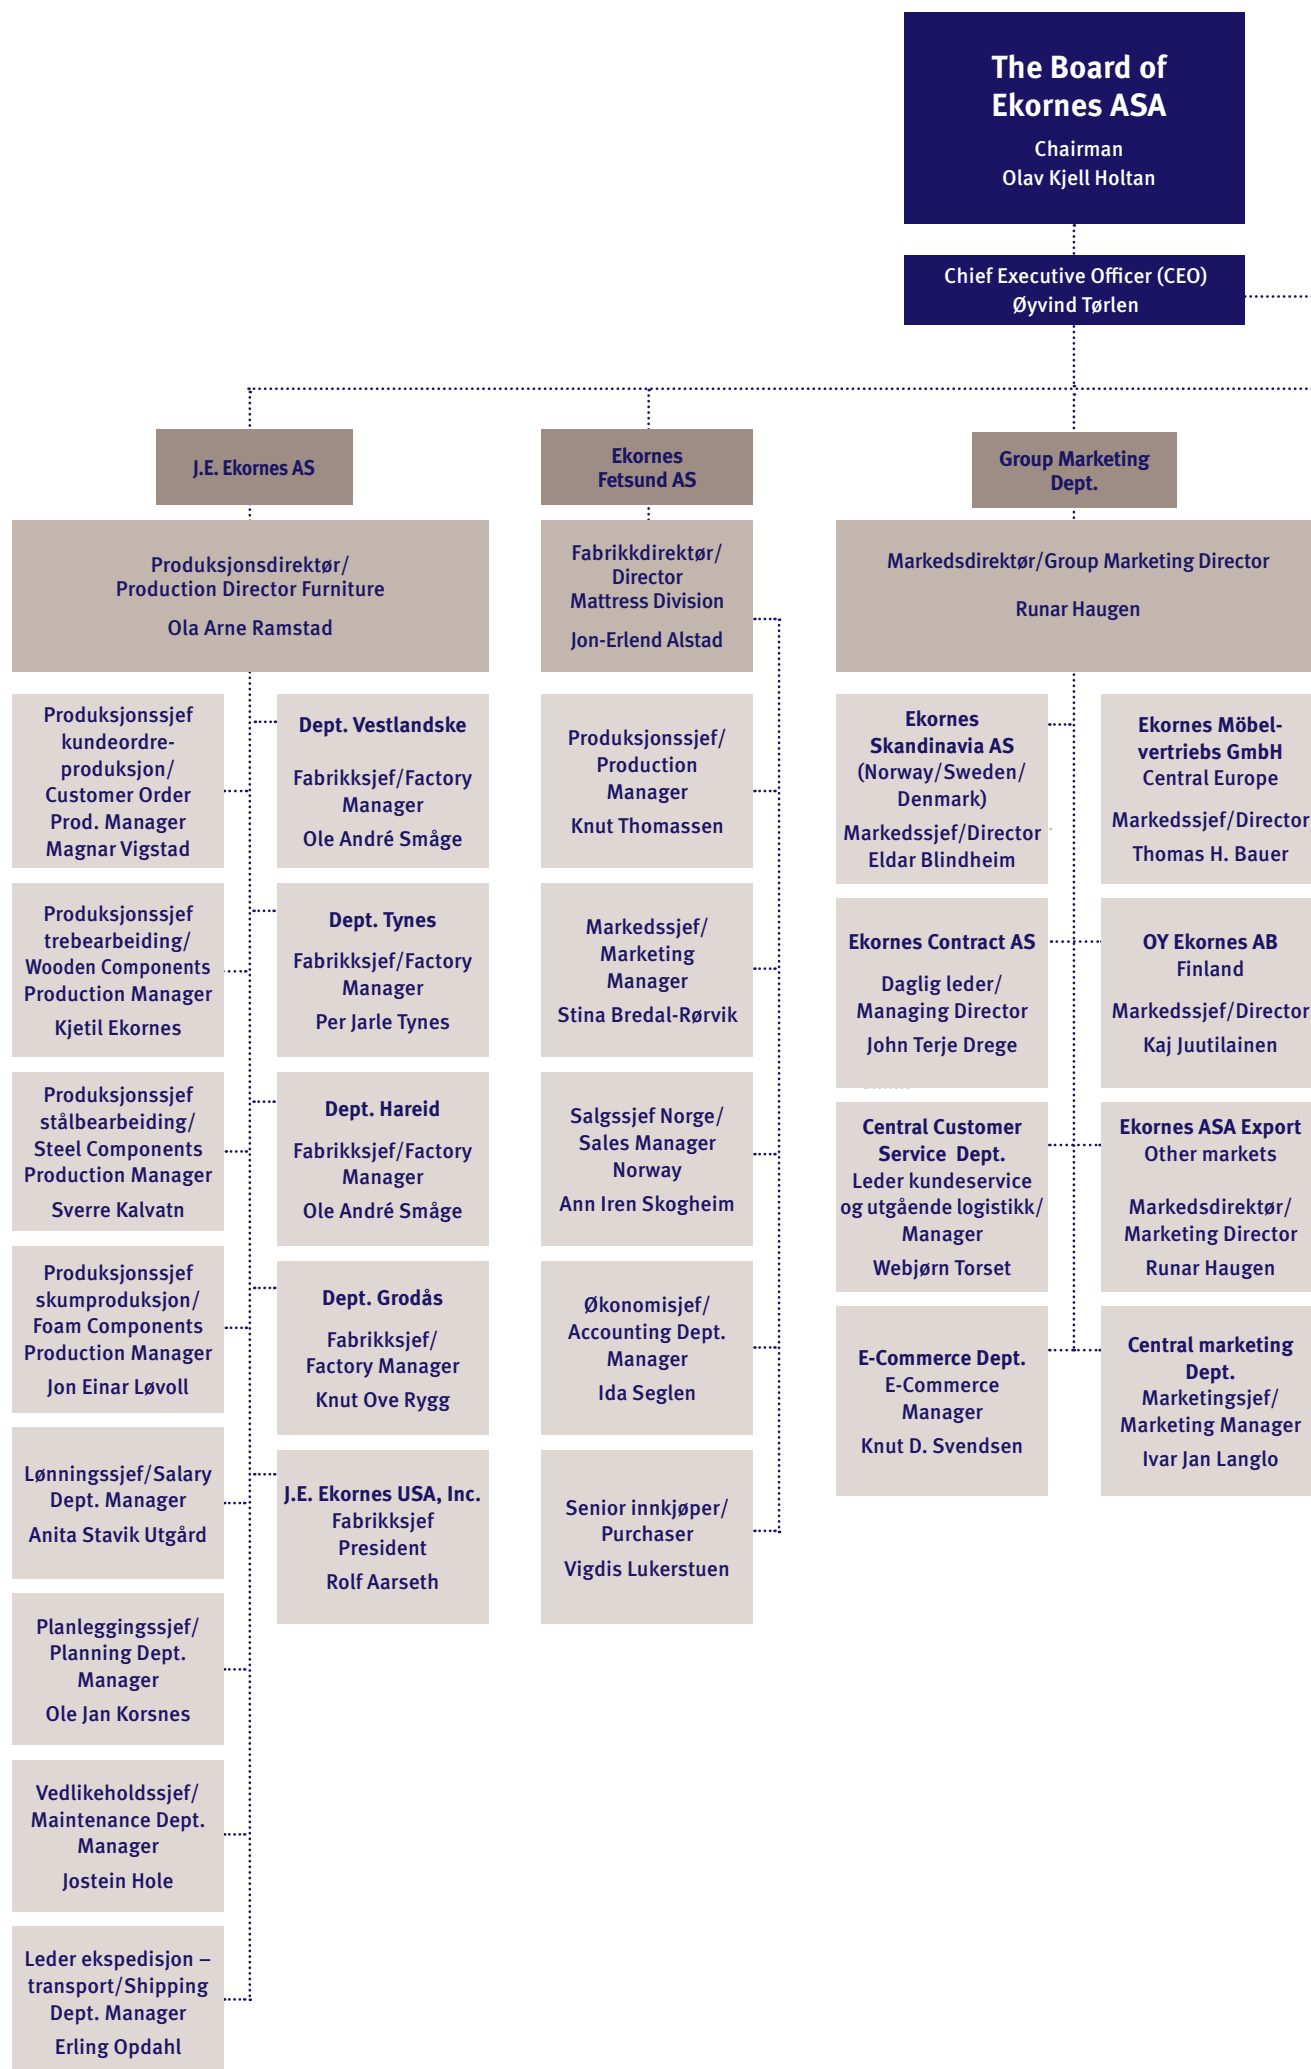 The Board of
Ekornes ASA
Chairman
Olav Kjell Holtan
Chief Executive Officer (CEO)
Øyvind Tørlen
J.E. Ekornes AS
Produksjonsdirektør/
Production Director Furniture
Ola Arne Ramstad
Produksjonssjef
kundeordre-
produksjon/
Customer Order
Prod. Manager
Magnar Vigstad
Produksjonssjef
trebearbeiding/
Wooden Components
Production Manager
Kjetil Ekornes
Produksjonssjef
stålbearbeiding/
Steel Components
Production Manager
Sverre Kalvatn
Produksjonssjef
skumproduksjon/
Foam Components
Production Manager
Jon Einar Løvoll
Lønningssjef/Salary
Dept. Manager
Anita Stavik Utgård
Planleggingssjef/
Planning Dept.
Manager
Ole Jan Korsnes
Vedlikeholdssjef/
Maintenance Dept.
Manager
Jostein Hole
Leder ekspedisjon –
transport/Shipping
Dept. Manager
Erling Opdahl
Dept. Vestlandske
Fabrikksjef/Factory
Manager
Ole André Småge
Dept. Tynes
Fabrikksjef/Factory
Manager
Per Jarle Tynes
Dept. Hareid
Fabrikksjef/Factory
Manager
Ole André Småge
Dept. Grodås
Fabrikksjef/
Factory Manager
Knut Ove Rygg
J.E. Ekornes USA, Inc.
Fabrikksjef
President
Rolf Aarseth
Ekornes
Fetsund AS
Fabrikkdirektør/
Director
Mattress Division
Jon-Erlend Alstad
Produksjonssjef/
Production
Manager
Knut Thomassen
Markedssjef/
Marketing
Manager
Stina Bredal-Rørvik
Salgssjef Norge/
Sales Manager
Norway
Ann Iren Skogheim
Økonomisjef/
Accounting Dept.
Manager
Ida Seglen
Senior innkjøper/
Purchaser
Vigdis Lukerstuen
Group Marketing
Dept.
Markedsdirektør/Group Marketing Director
Runar Haugen
Ekornes
Skandinavia AS
(Norway/Sweden/
Denmark)
Markedssjef/Director
Eldar Blindheim
Ekornes Contract AS
Daglig leder/
Managing Director
John Terje Drege
Central Customer
Service Dept.
Leder kundeservice
og utgående logistikk/
Manager
Webjørn Torset
E-Commerce Dept.
E-Commerce
Manager
Knut D. Svendsen
Ekornes Möbel-
vertriebs GmbH
Central Europe
Markedssjef/Director
Thomas H. Bauer
OY Ekornes AB
Finland
Markedssjef/Director
Kaj Juutilainen
Ekornes ASA Export
Other markets
Markedsdirektør/
Marketing Director
Runar Haugen
Central marketing
Dept.
Marketingsjef/
Marketing Manager
Ivar Jan Langlo